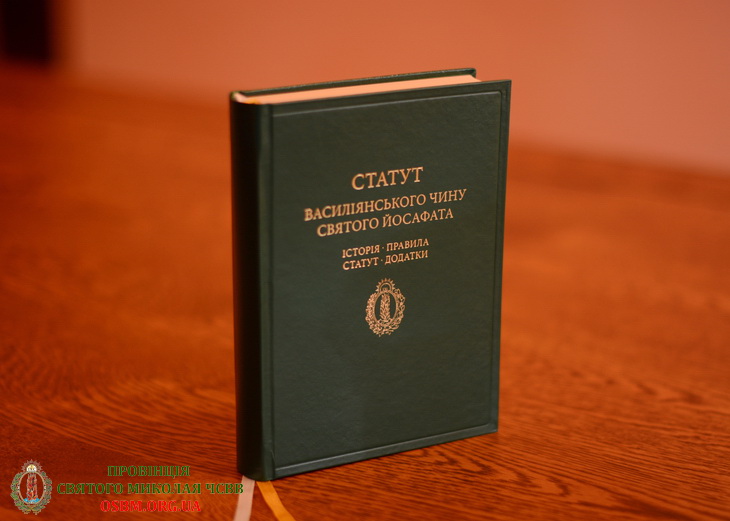 СТАТУТ
ВАСИЛІЯНСЬКОГО ЧИНУ
СВЯТОГО ЙОСАФАТА
ІСТОРІЯ · ПРАВИЛА
СТАТУТ · ДОДАТКИ
ПРОВІНЦІЯ
СВЯТОГО МИКОЛАЯ ЧСВВ
OSBM.ORG.UA